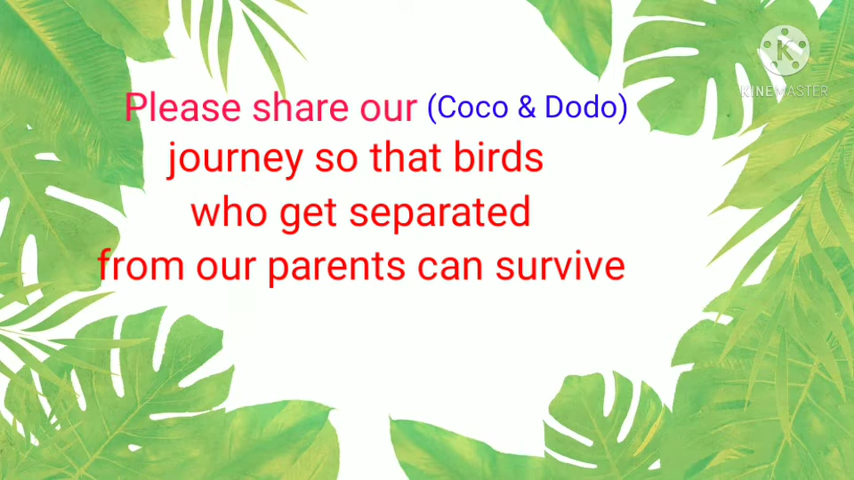 KINEMASTER
Please share our (Coco & Dodo)
journey so that birds
who get separated
from our parents can survive